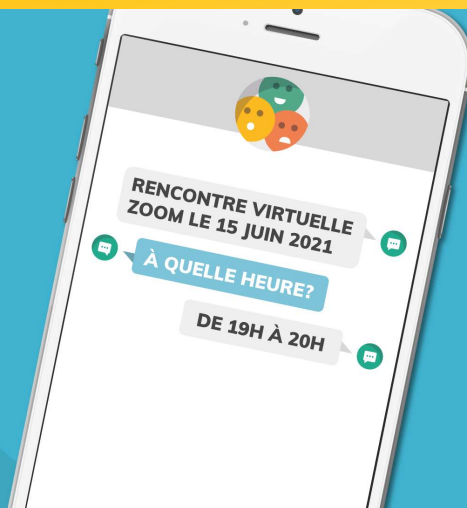 RENCONTRE VIRTUELLE
ZOOM LE 15 JUIN 2021
À QUELLE HEURE?
DE 19H À 20H